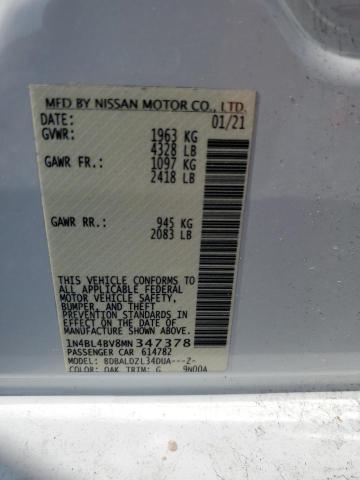 MFD BY NISSAN MOTOR CO., LTD.
DATE: 01/21
GVWR: 1963 KG
4328 LB
GAWR FR.: 1097 KG
2418 LB
GAWR RR.: 945 KG
2083 LB
THIS VEHICLE CONFORMS TO
ALL APPLICABLE FEDERAL
MOTOR VEHICLE SAFETY,
BUMPER, AND THEFT
PREVENTION STANDARDS IN
EFFECT ON THE DATE OF
MANUFACTURE SHOWN ABOVE.
1N4BL4BV8MN347378
PASSENGER CAR 614782
MODEL: BDBALDZL34DUA---Z-
COLOR: QAK TRIM: G 9N00A